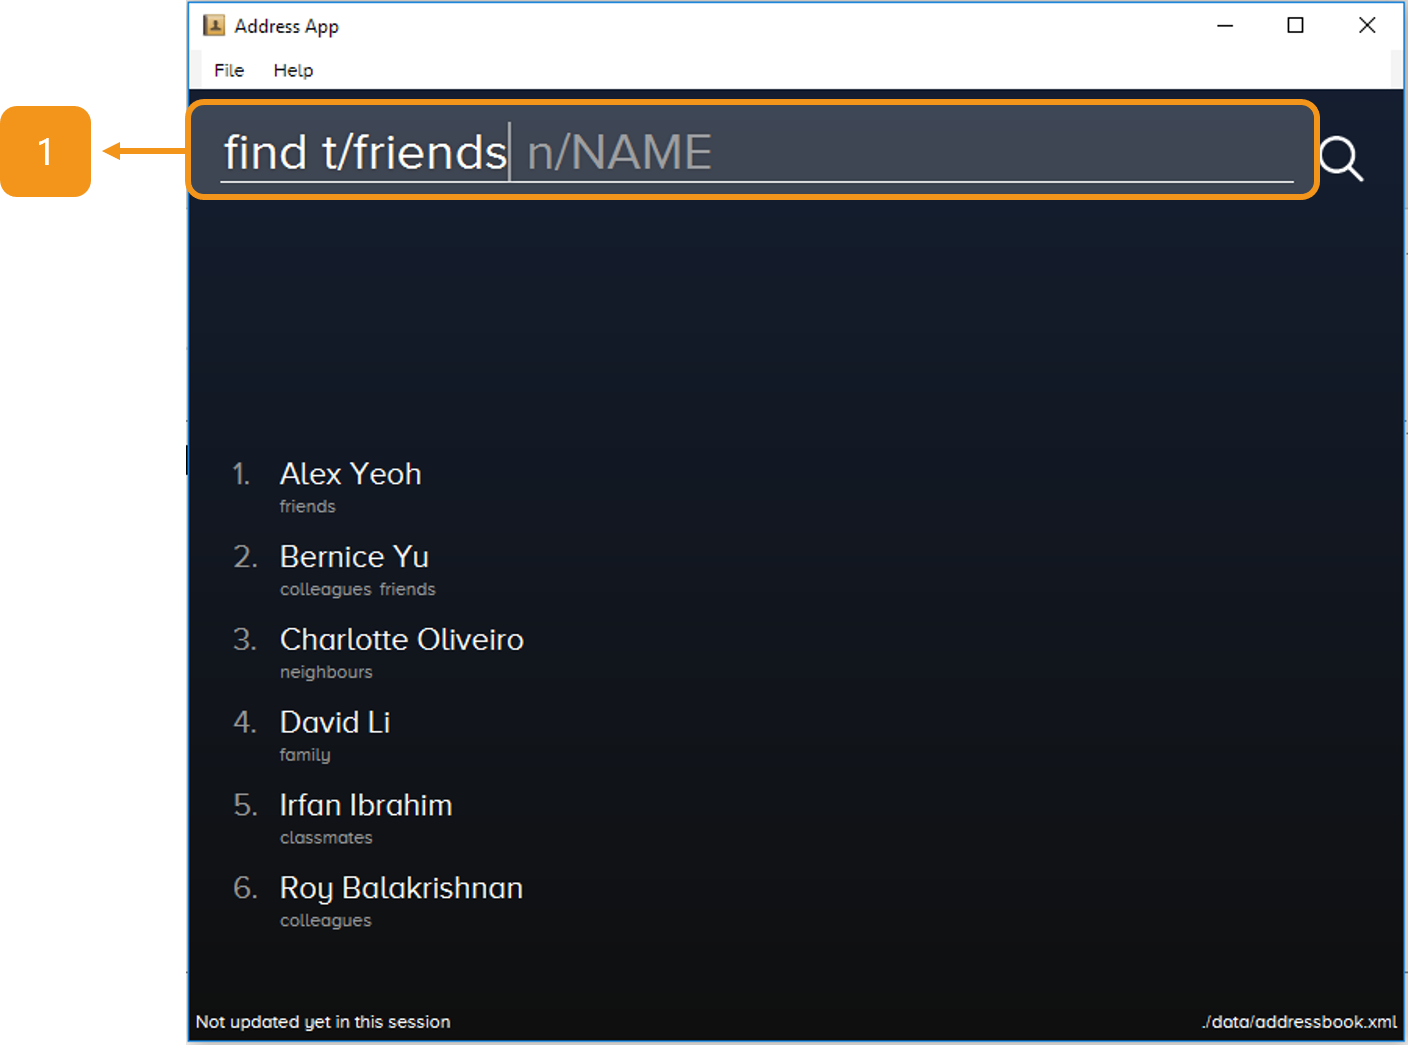 Address App
File Help
1
find t/friends n/NAME
1. Alex Yeoh
friends
2. Bernice Yu
colleagues friends
3. Charlotte Oliveiro
neighbours
4. David Li
family
5. Irfan Ibrahim
classmates
6. Roy Balakrishnan
colleagues
Not updated yet in this session ./data/addressbook.xml